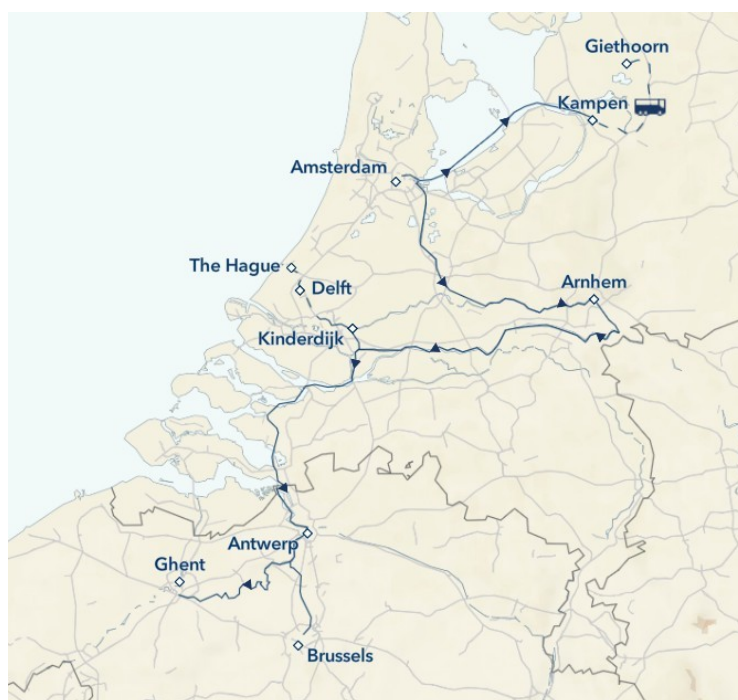 Giethoorn
Kampen
Amsterdam
The Hague
Delft
Arnhem
Kinderdijk
Antwerp
Ghent
Brussels